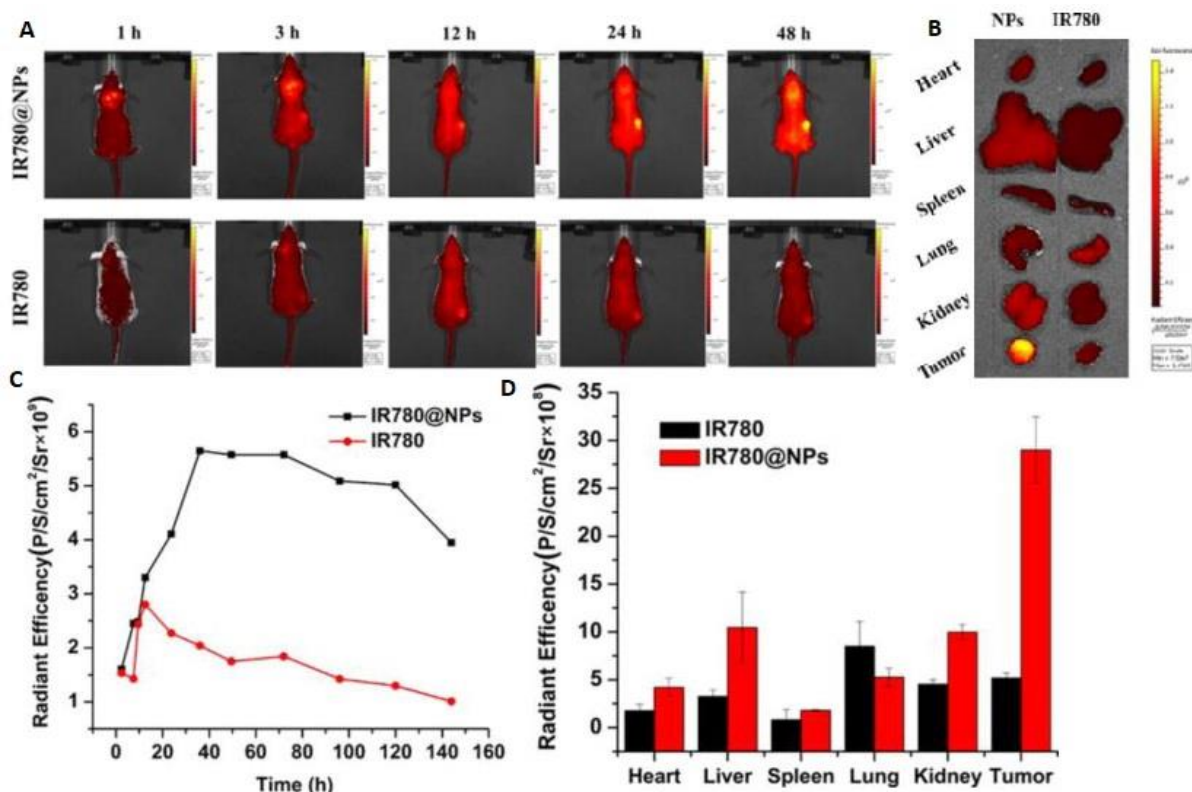 A
1 h 3 h 12 h 24 h 48 h
IR780@NPs
IR780
B
NPs IR780
Heart
Liver
Spleen
Lung
Kidney
Tumor
C
Radiant Efficency(P/S/cm²/Sr×10⁹)
6
5
4
3
2
1
IR780@NPs
IR780
0 20 40 60 80 100 120 140 160
Time (h)
D
Radiant Efficency(P/S/cm²/Sr×10⁸)
35
30
25
20
15
10
5
0
IR780
IR780@NPs
Heart Liver Spleen Lung Kidney Tumor